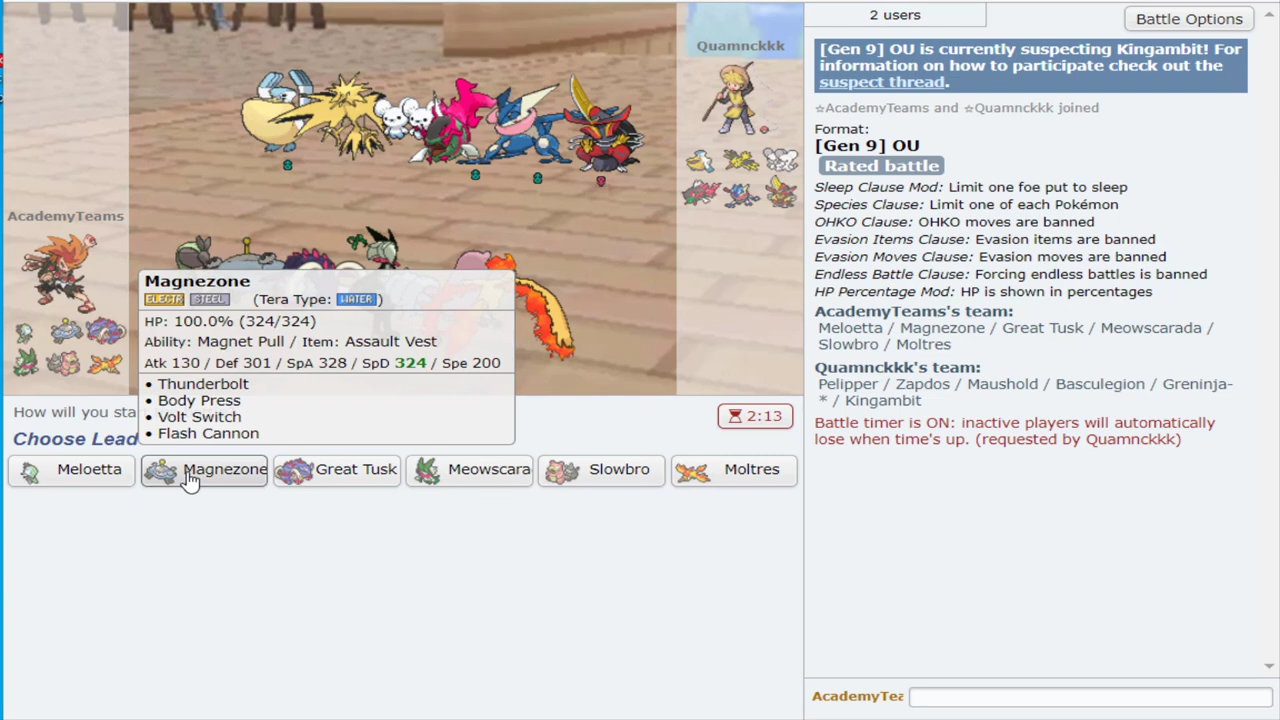 Quamnckkk
AcademyTeams
Magnezone
ELECTR STEEL (Tera Type: WATER)
HP: 100.0% (324/324)
Ability: Magnet Pull / Item: Assault Vest
Atk 130 / Def 301 / SpA 328 / SpD 324 / Spe 200
• Thunderbolt
• Body Press
• Volt Switch
• Flash Cannon
How will you sta
2:13
Choose Lead
Meloetta Magnezone Great Tusk Meowscara Slowbro Moltres
2 users
Battle Options
[Gen 9] OU is currently suspecting Kingambit! For
information on how to participate check out the
suspect thread.
☆AcademyTeams and ☆Quamnckkk joined
Format:
[Gen 9] OU
Rated battle
Sleep Clause Mod: Limit one foe put to sleep
Species Clause: Limit one of each Pokémon
OHKO Clause: OHKO moves are banned
Evasion Items Clause: Evasion items are banned
Evasion Moves Clause: Evasion moves are banned
Endless Battle Clause: Forcing endless battles is banned
HP Percentage Mod: HP is shown in percentages
AcademyTeams's team:
Meloetta / Magnezone / Great Tusk / Meowscarada /
Slowbro / Moltres
Quamnckkk's team:
Pelipper / Zapdos / Maushold / Basculegion / Greninja-
* / Kingambit
Battle timer is ON: inactive players will automatically
lose when time's up. (requested by Quamnckkk)
AcademyTea